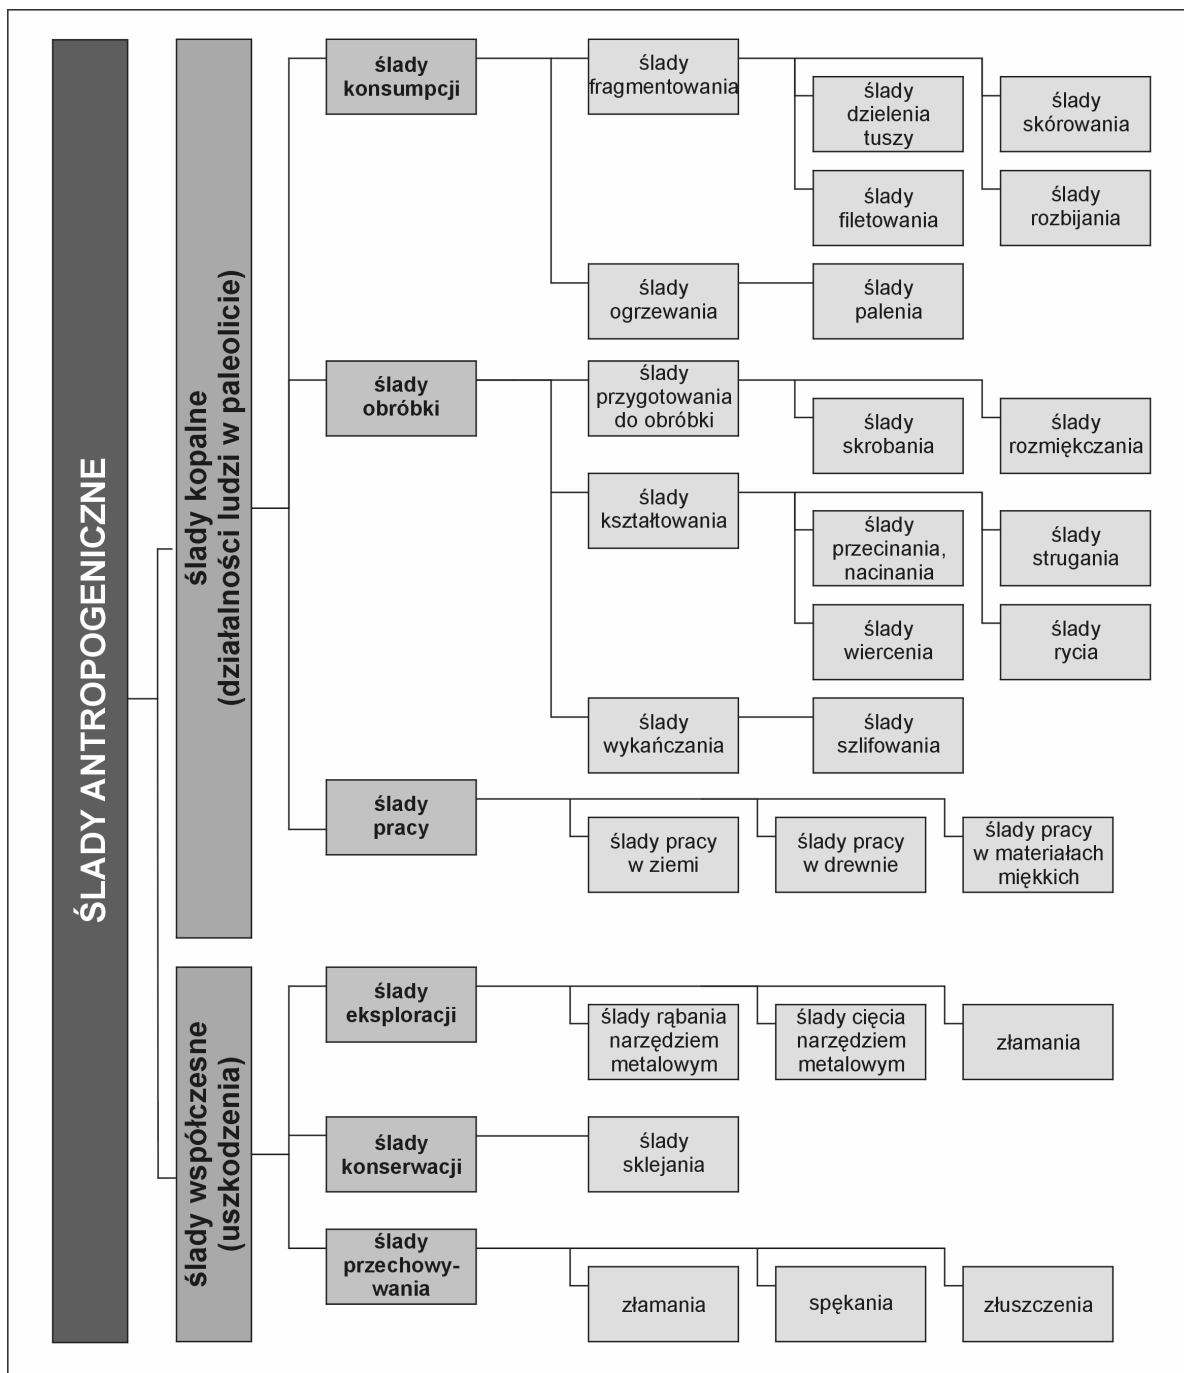 ŚLADY ANTROPOGENICZNE
ślady kopalne
(działalności ludzi w paleolicie)
ślady
konsumpcji
ślady
fragmentowania
ślady
dzielenia
tuszy
ślady
skórowania
ślady
filetowania
ślady
rozbijania
ślady
ogrzewania
ślady
palenia
ślady
obróbki
ślady
przygotowania
do obróbki
ślady
skrobania
ślady
rozmiękczania
ślady
kształtowania
ślady
przecinania,
nacinania
ślady
strugania
ślady
wiercenia
ślady
rycia
ślady
wykańczania
ślady
szlifowania
ślady
pracy
ślady pracy
w ziemi
ślady pracy
w drewnie
ślady pracy
w materiałach
miękkich
ślady współczesne
(uszkodzenia)
ślady
eksploracji
ślady rąbania
narzędziem
metalowym
ślady cięcia
narzędziem
metalowym
złamania
ślady
konserwacji
ślady
sklejania
ślady
przechowy-
wania
złamania
spękania
złuszczenia